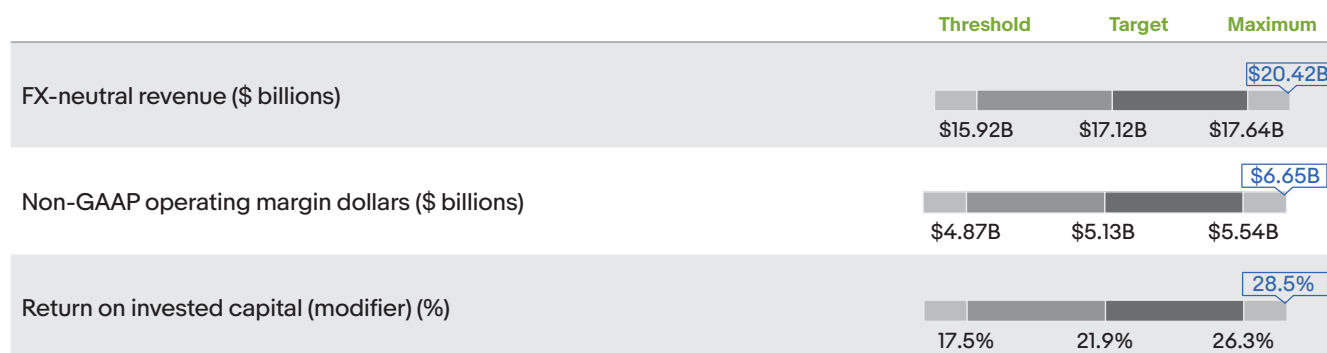 Threshold Target Maximum
$20.42B
FX-neutral revenue ($ billions)
$15.92B $17.12B $17.64B
$6.65B
Non-GAAP operating margin dollars ($ billions)
$4.87B $5.13B $5.54B
28.5%
Return on invested capital (modifier) (%)
17.5% 21.9% 26.3%